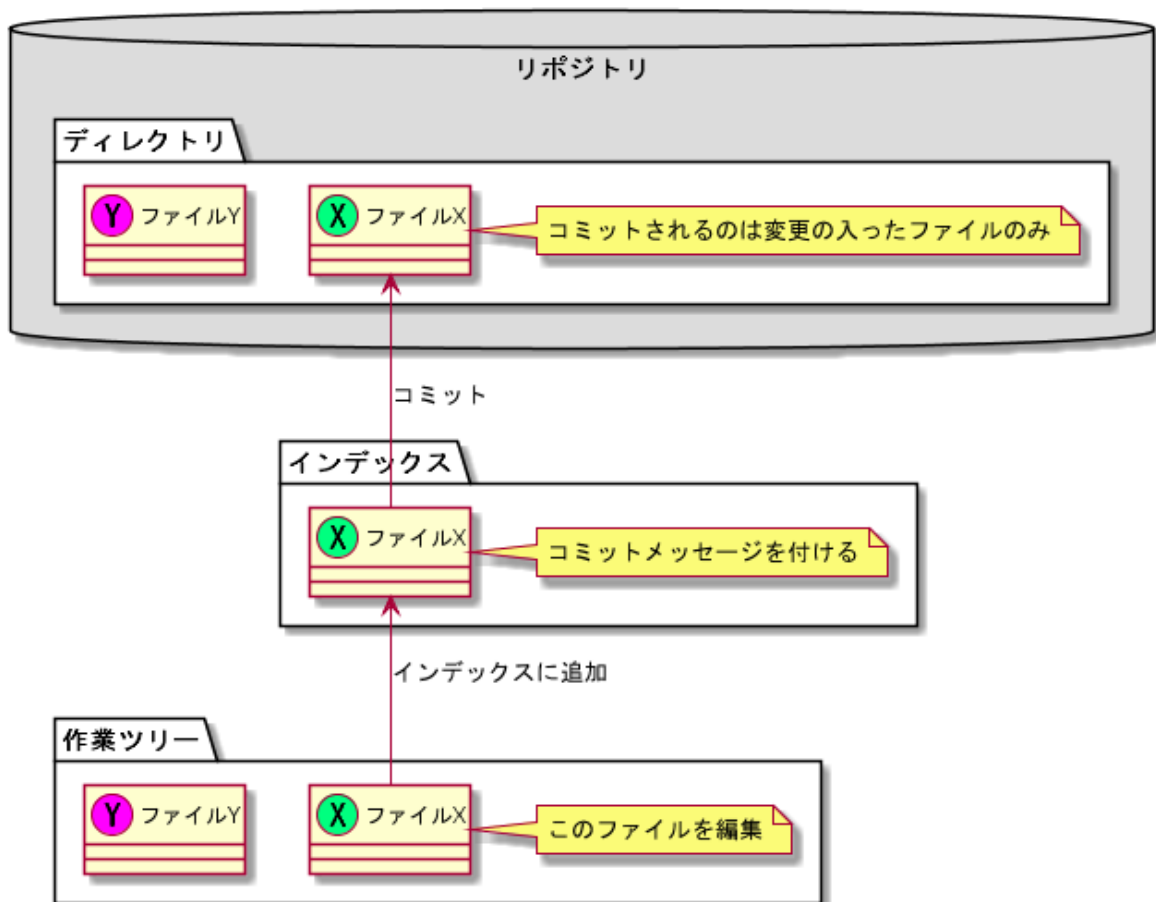 リポジトリ
ディレクトリ
Y ファイルY
X ファイルX
コミットされるのは変更の入ったファイルのみ
コミット
インデックス
X ファイルX
コミットメッセージを付ける
インデックスに追加
作業ツリー
Y ファイルY
X ファイルX
このファイルを編集